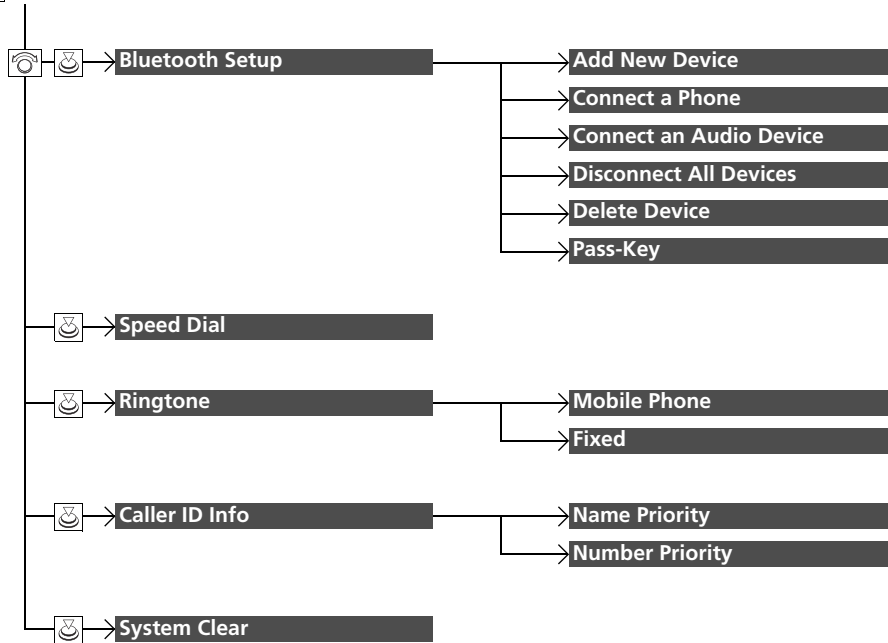 Bluetooth Setup
Add New Device
Connect a Phone
Connect an Audio Device
Disconnect All Devices
Delete Device
Pass-Key
Speed Dial
Ringtone
Mobile Phone
Fixed
Caller ID Info
Name Priority
Number Priority
System Clear